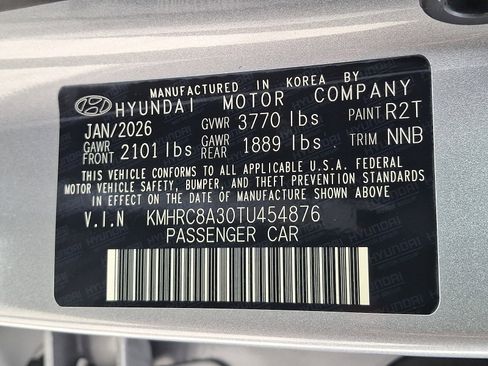 MANUFACTURED IN KOREA BY
HYUNDAI MOTOR COMPANY
JAN/2026 GVWR 3770 lbs PAINT R2T
GAWR FRONT 2101 lbs GAWR REAR 1889 lbs TRIM NNB
THIS VEHICLE CONFORMS TO ALL APPLICABLE U.S.A. FEDERAL
MOTOR VEHICLE SAFETY, BUMPER, AND THEFT PREVENTION STANDARDS
IN EFFECT ON THE DATE OF MANUFACTURE SHOWN ABOVE.
V.I.N KMHRC8A30TU454876
PASSENGER CAR